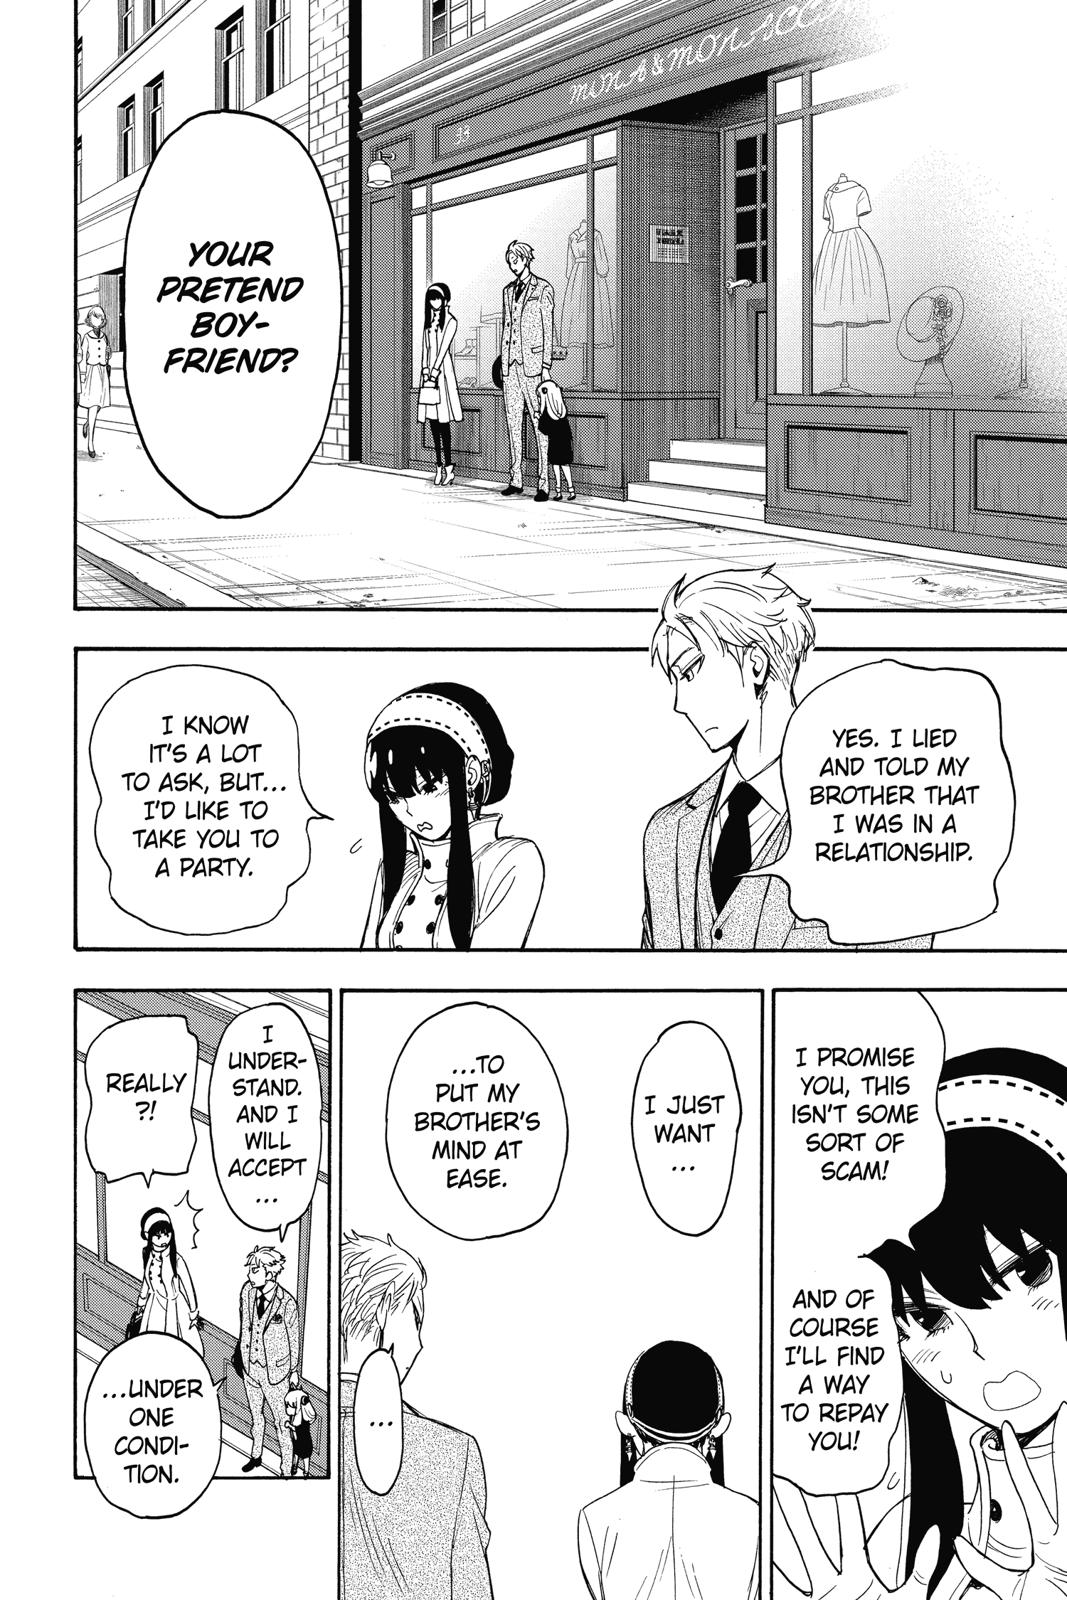 MONA&MONACCO
34
YOUR
PRETEND
BOY-
FRIEND?
YES. I LIED
AND TOLD MY
BROTHER THAT
I WAS IN A
RELATIONSHIP.
I KNOW
IT'S A LOT
TO ASK, BUT...
I'D LIKE TO
TAKE YOU TO
A PARTY.
I PROMISE
YOU, THIS
ISN'T SOME
SORT OF
SCAM!
AND OF
COURSE
I'LL FIND
A WAY
TO REPAY
YOU!
I JUST
WANT
...
...TO
PUT MY
BROTHER'S
MIND AT
EASE.
...
I
UNDER-
STAND.
AND I
WILL
ACCEPT
...
REALLY
?!
...UNDER
ONE
CONDI-
TION.